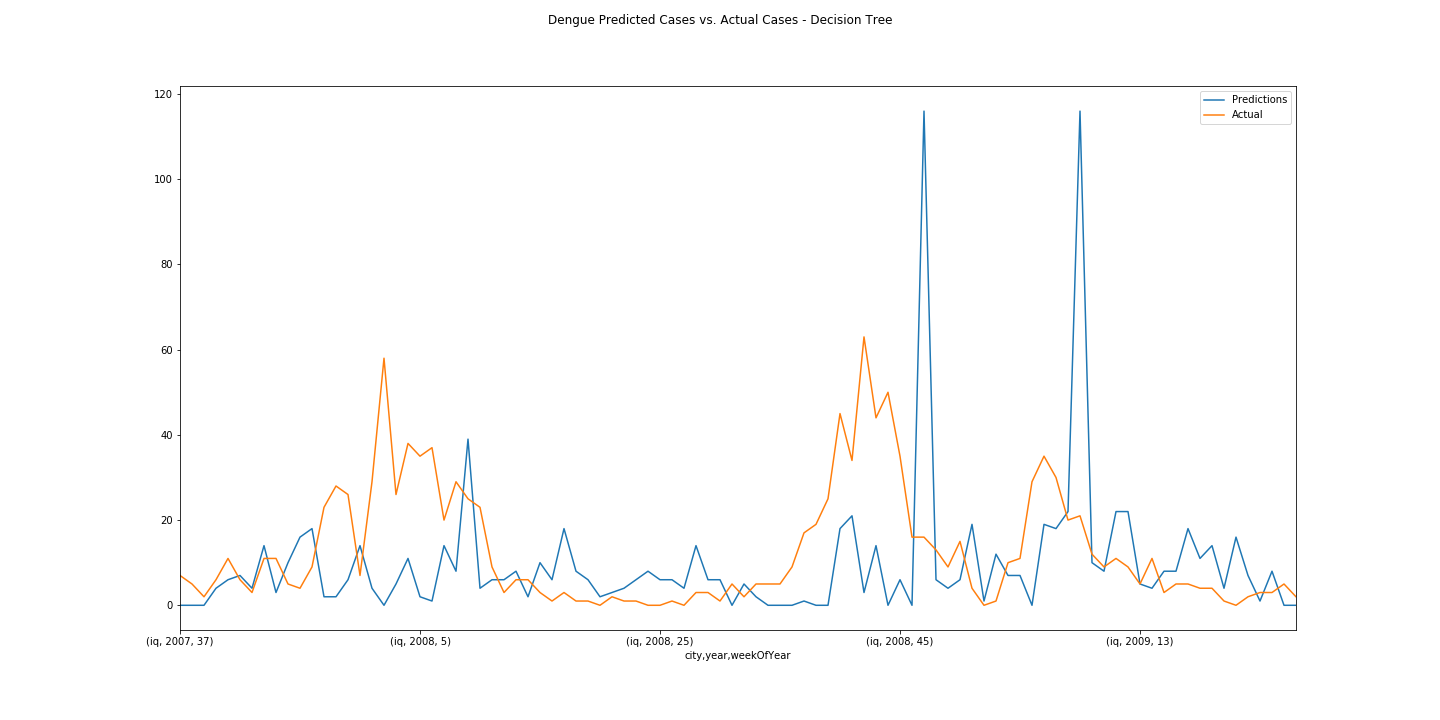 Dengue Predicted Cases vs. Actual Cases - Decision Tree
Predictions
Actual
120
100
80
60
40
20
0
(iq, 2007, 37)
(iq, 2008, 5)
(iq, 2008, 25)
(iq, 2008, 45)
(iq, 2009, 13)
city,year,weekOfYear